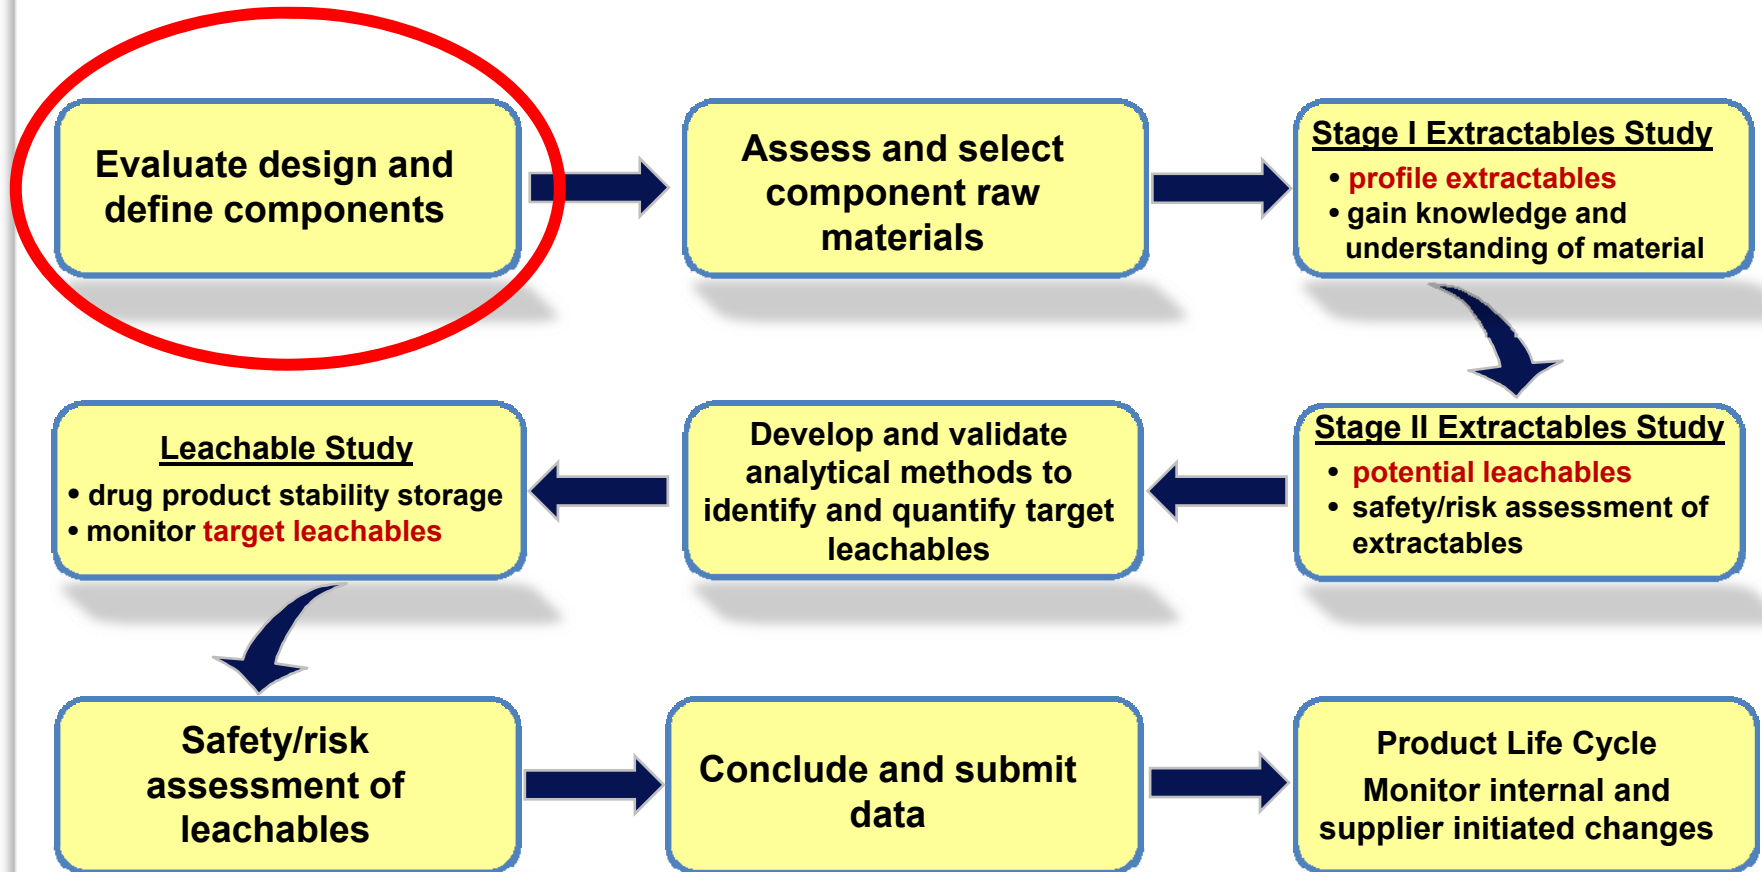 Evaluate design and
define components
Assess and select
component raw
materials
Stage I Extractables Study
• profile extractables
• gain knowledge and
understanding of material
Leachable Study
• drug product stability storage
• monitor target leachables
Develop and validate
analytical methods to
identify and quantify target
leachables
Stage II Extractables Study
• potential leachables
• safety/risk assessment of
extractables
Safety/risk
assessment of
leachables
Conclude and submit
data
Product Life Cycle
Monitor internal and
supplier initiated changes